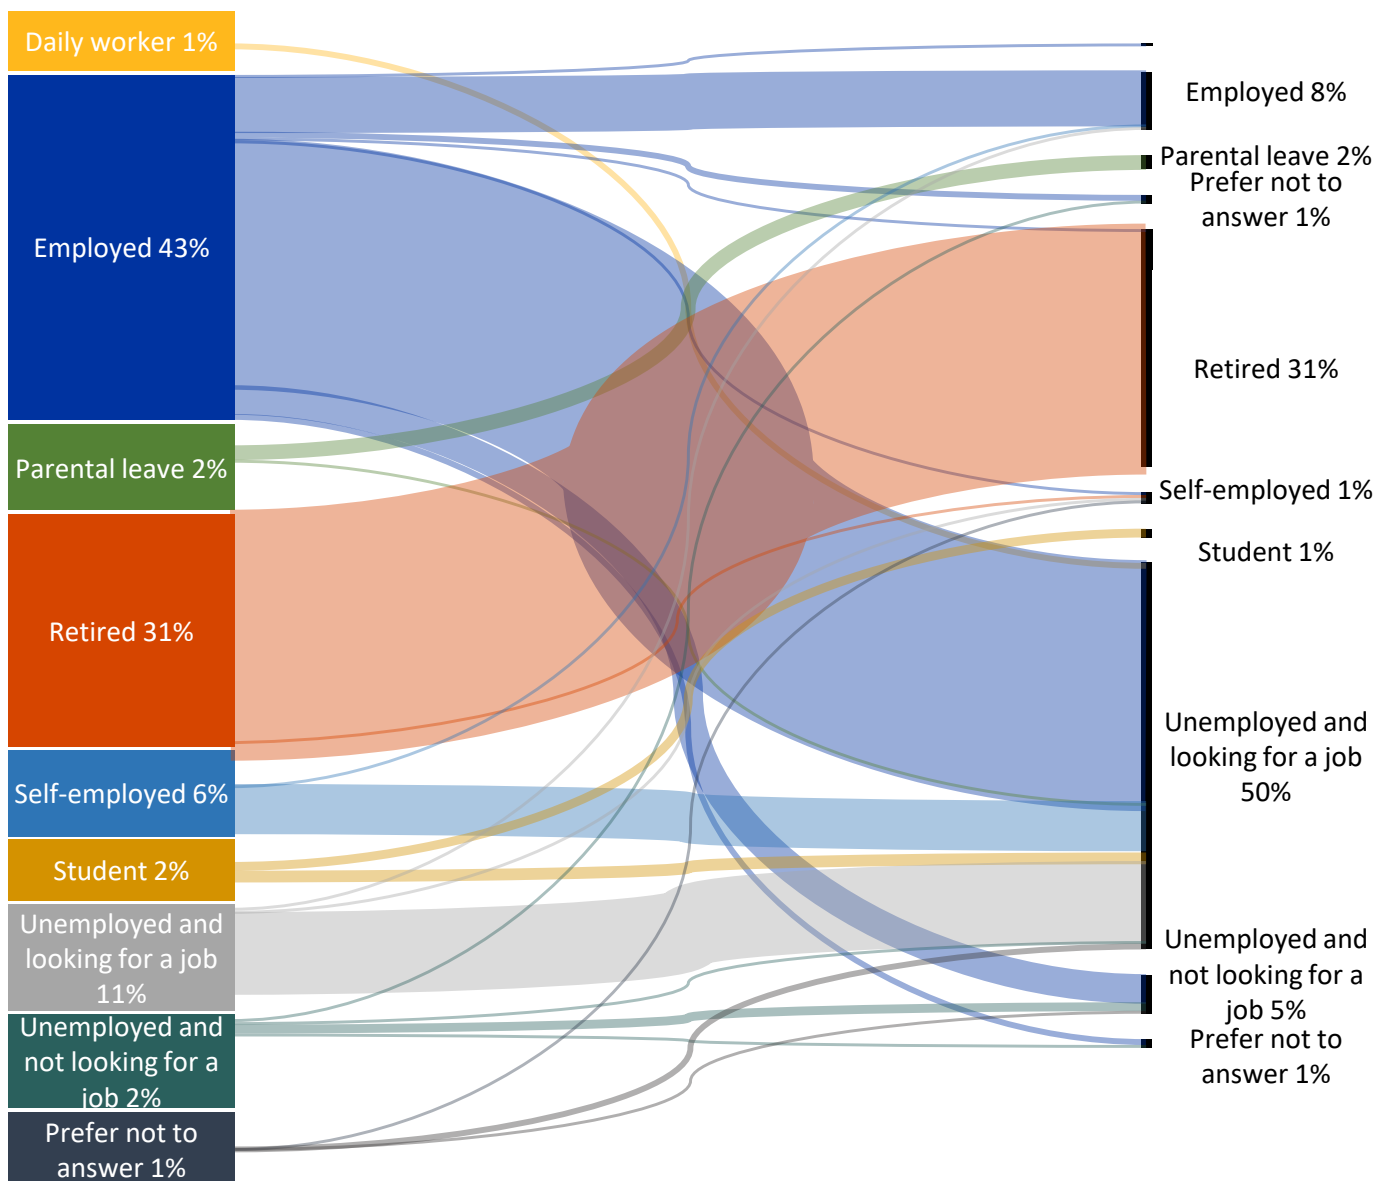 Daily worker 1%
Employed 43%
Parental leave 2%
Retired 31%
Self-employed 6%
Student 2%
Unemployed and
looking for a job
11%
Unemployed and
not looking for a
job 2%
Prefer not to
answer 1%
Employed 8%
Parental leave 2%
Prefer not to
answer 1%
Retired 31%
Self-employed 1%
Student 1%
Unemployed and
looking for a job
50%
Unemployed and
not looking for a
job 5%
Prefer not to
answer 1%